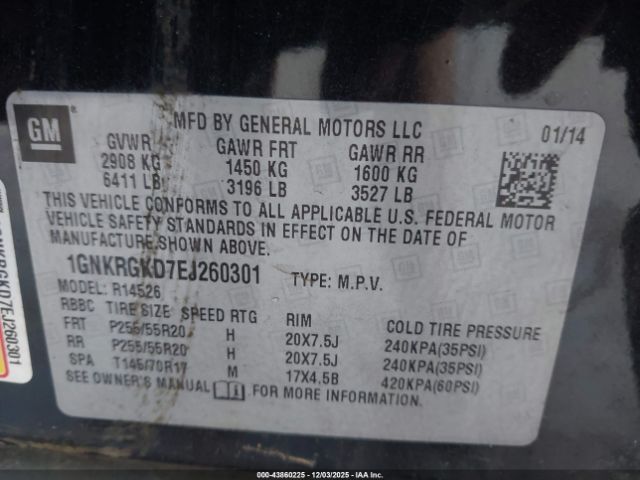 GM
MFD BY GENERAL MOTORS LLC 01/14
GVWR GAWR FRT GAWR RR
2908 KG 1450 KG 1600 KG
6411 LB 3196 LB 3527 LB
THIS VEHICLE CONFORMS TO ALL APPLICABLE U.S. FEDERAL MOTOR
VEHICLE SAFETY STANDARDS IN EFFECT ON THE DATE OF
MANUFACTURE SHOWN ABOVE.
1GNKRGKD7EJ260301 TYPE: M.P.V.
MODEL: R14526
RBBC TIRE SIZE: SPEED RTG RIM COLD TIRE PRESSURE
FRT P255/55R20 H 20X7.5J 240KPA(35PSI)
RR P255/55R20 H 20X7.5J 240KPA(35PSI)
SPA T145/70R17 M 17X4.5B 420KPA(60PSI)
SEE OWNER'S MANUAL FOR MORE INFORMATION.
000-43860225 - 12/03/2025 - IAA Inc.